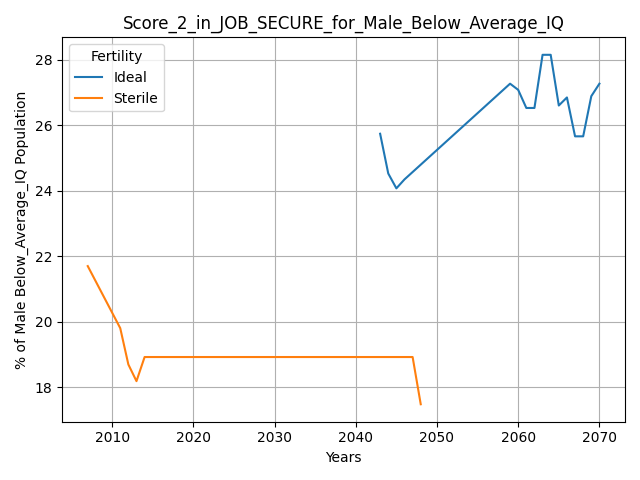 Score_2_in_JOB_SECURE_for_Male_Below_Average_IQ
Fertility
Ideal
Sterile
% of Male Below_Average_IQ Population
28
26
24
22
20
18
2010 2020 2030 2040 2050 2060 2070
Years